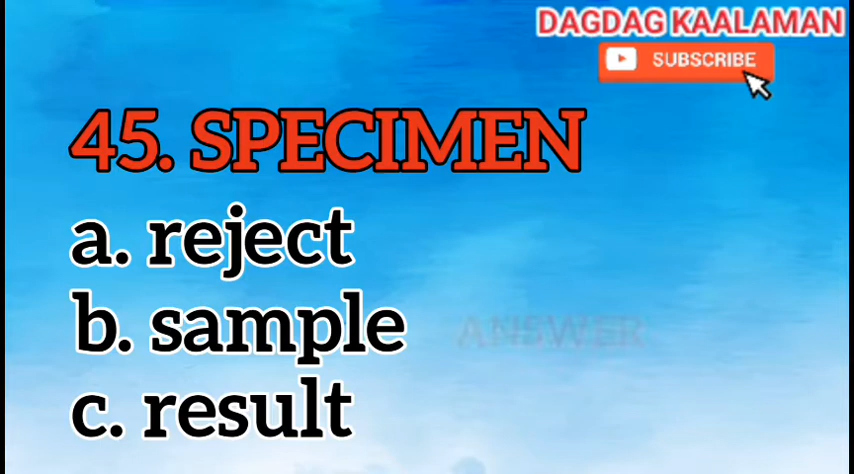 DAGDAG KAALAMAN
SUBSCRIBE
45. SPECIMEN
a. reject
b. sample
ANSWER
c. result